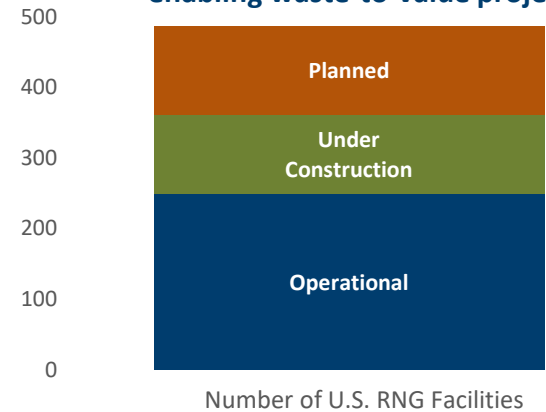 enabling waste-to-value proje
500
400
300
200
100
0
Planned
Under
Construction
Operational
Number of U.S. RNG Facilities